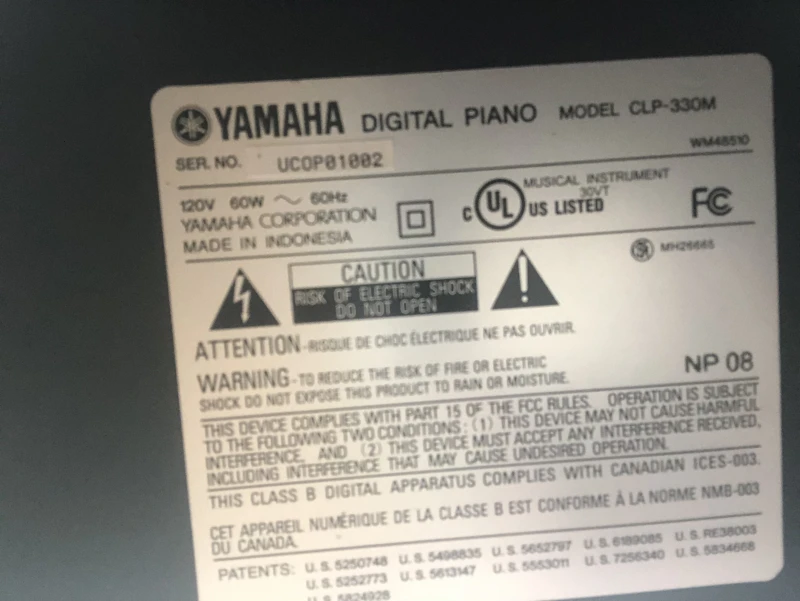 YAMAHA DIGITAL PIANO MODEL CLP-330M
WM48510
SER. NO. UCOP01002
120V 60W ~ 60Hz
YAMAHA CORPORATION
MADE IN INDONESIA
C UL US LISTED
MUSICAL INSTRUMENT
30VT
FC
MH26665
CAUTION
RISK OF ELECTRIC SHOCK
DO NOT OPEN
ATTENTION-RISQUE DE CHOC ÉLECTRIQUE NE PAS OUVRIR.
WARNING-TO REDUCE THE RISK OF FIRE OR ELECTRIC
SHOCK DO NOT EXPOSE THIS PRODUCT TO RAIN OR MOISTURE.
NP 08
THIS DEVICE COMPLIES WITH PART 15 OF THE FCC RULES. OPERATION IS SUBJECT
TO THE FOLLOWING TWO CONDITIONS: (1) THIS DEVICE MAY NOT CAUSE HARMFUL
INTERFERENCE, AND (2) THIS DEVICE MUST ACCEPT ANY INTERFERENCE RECEIVED,
INCLUDING INTERFERENCE THAT MAY CAUSE UNDESIRED OPERATION.
THIS CLASS B DIGITAL APPARATUS COMPLIES WITH CANADIAN ICES-003.
CET APPAREIL NUMÉRIQUE DE LA CLASSE B EST CONFORME À LA NORME NMB-003
DU CANADA.
PATENTS: U.S. 5250748 U.S. 5498835 U.S. 5652797 U.S. 6189085 U.S. RE38003
U.S. 5252773 U.S. 5613147 U.S. 5553011 U.S. 7256340 U.S. 5834668
U.S. 5824928